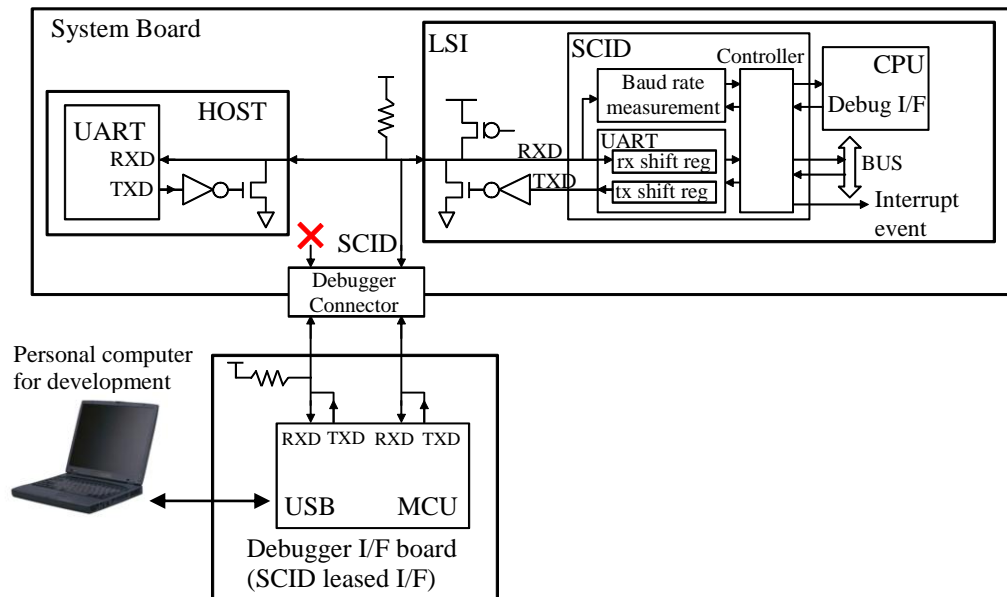 System Board
LSI
SCID
Controller
CPU
Debug I/F
Baud rate
measurement
HOST
UART
RXD
TXD
RXD
TXD
UART
rx shift reg
tx shift reg
BUS
Interrupt
event
SCID
Debugger
Connector
Personal computer
for development
RXD TXD RXD TXD
USB MCU
Debugger I/F board
(SCID leased I/F)